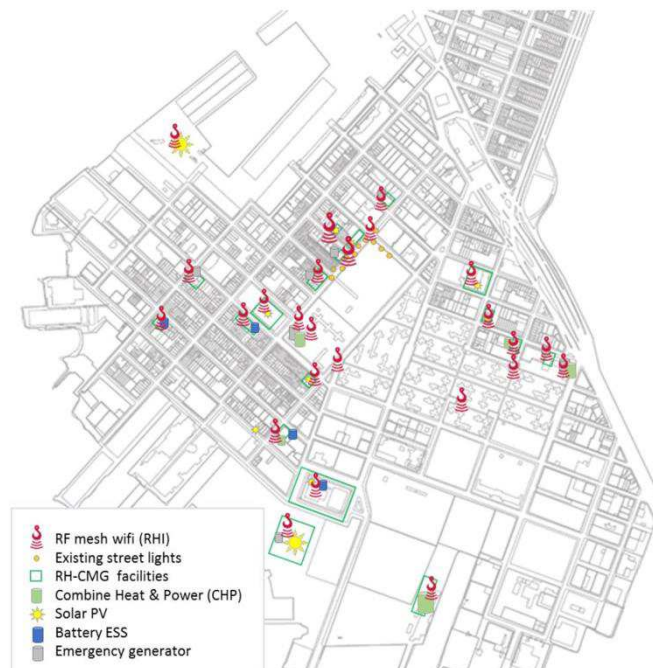 RF mesh wifi (RHI)
Existing street lights
RH-CMG facilities
Combine Heat & Power (CHP)
Solar PV
Battery ESS
Emergency generator